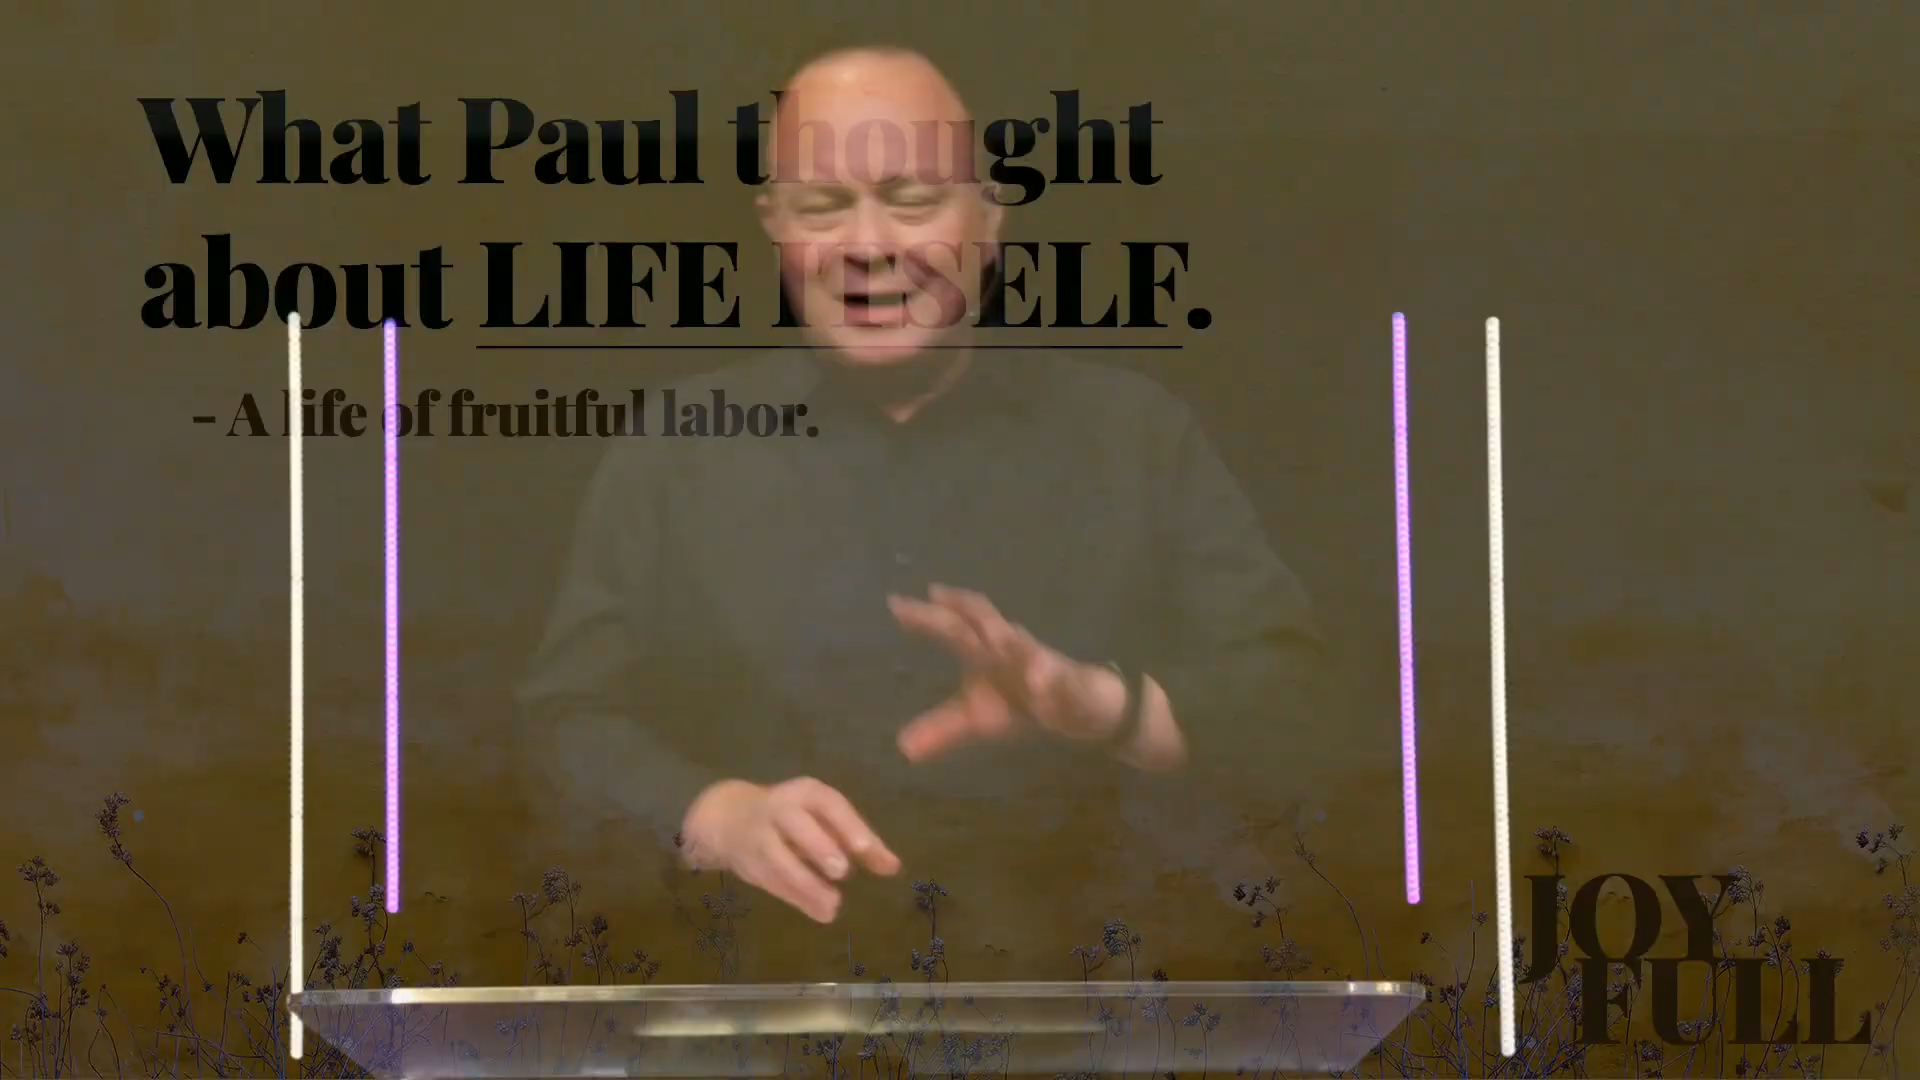 What Paul thought
about LIFE ITSELF.
- A life of fruitful labor.
JOY
FULL